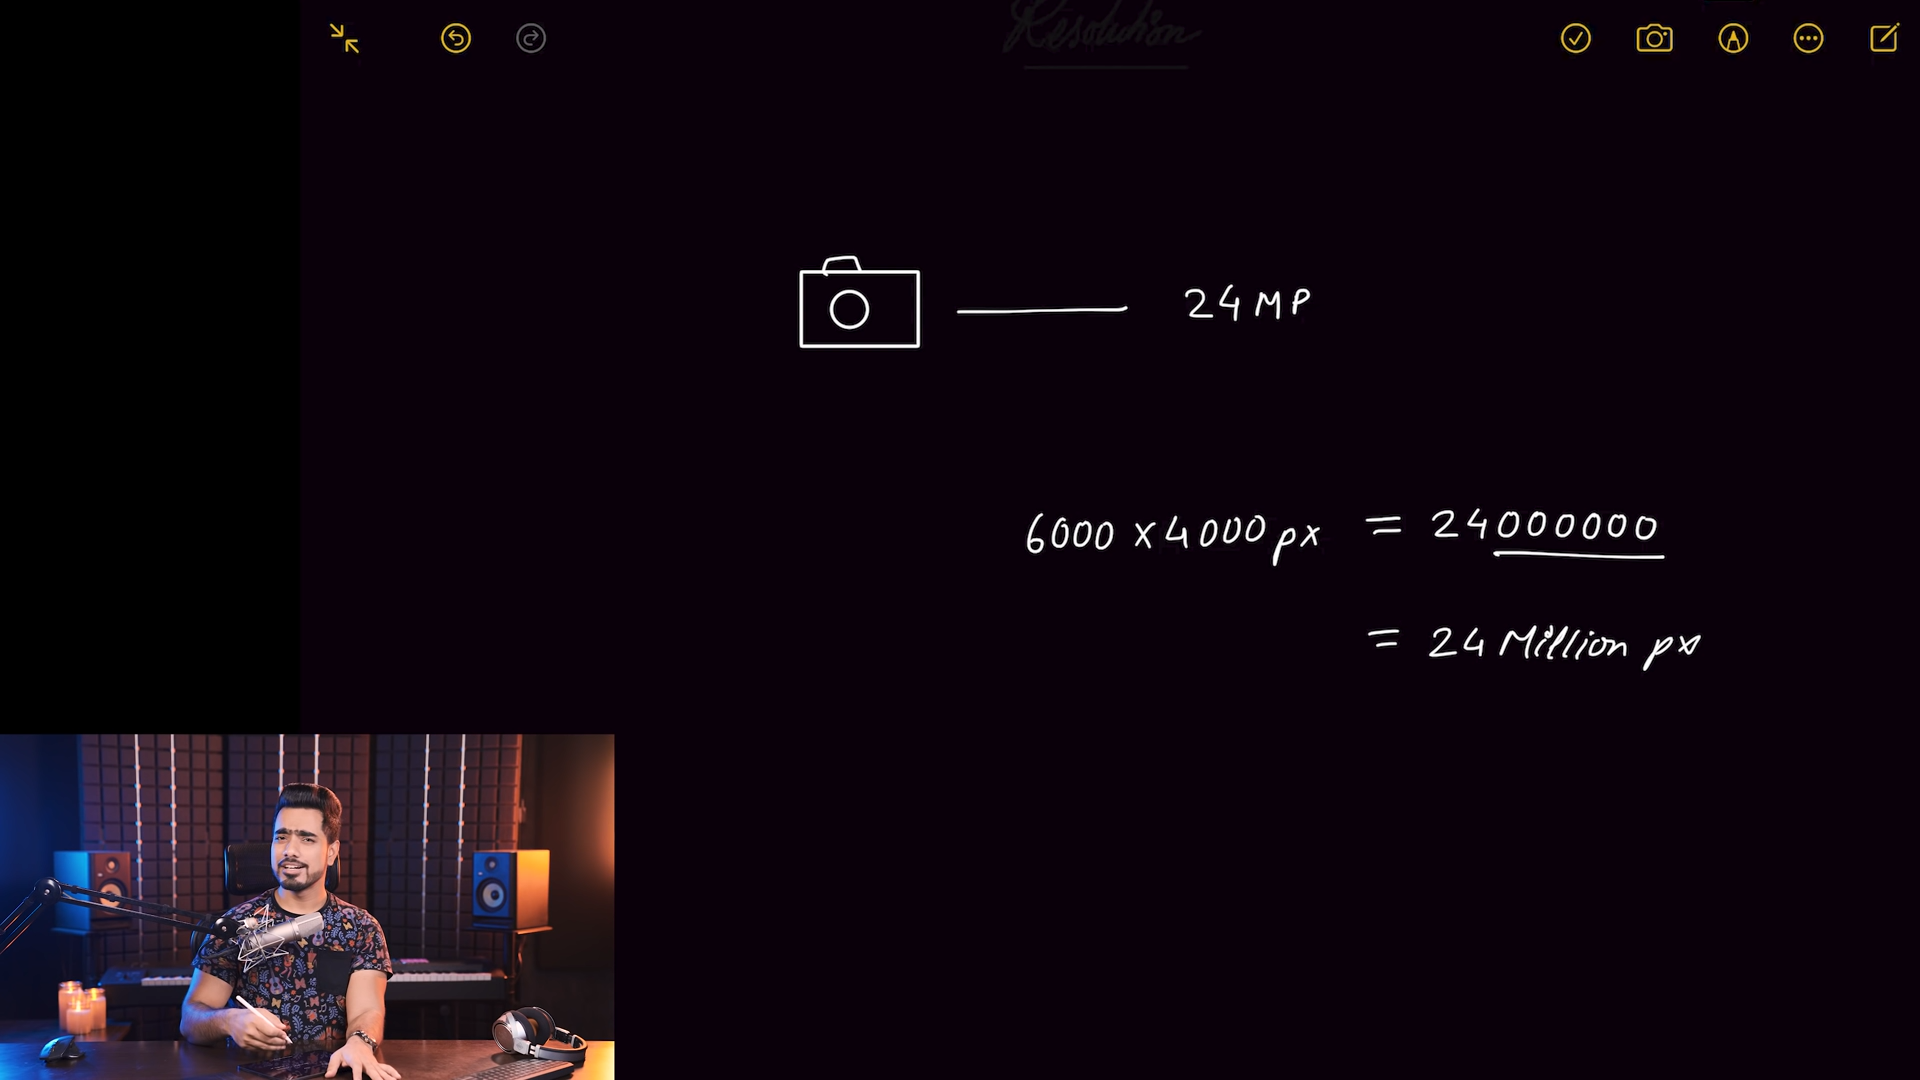 Resolution
24 MP
6000 x 4000 px = 24000000
= 24 Million px